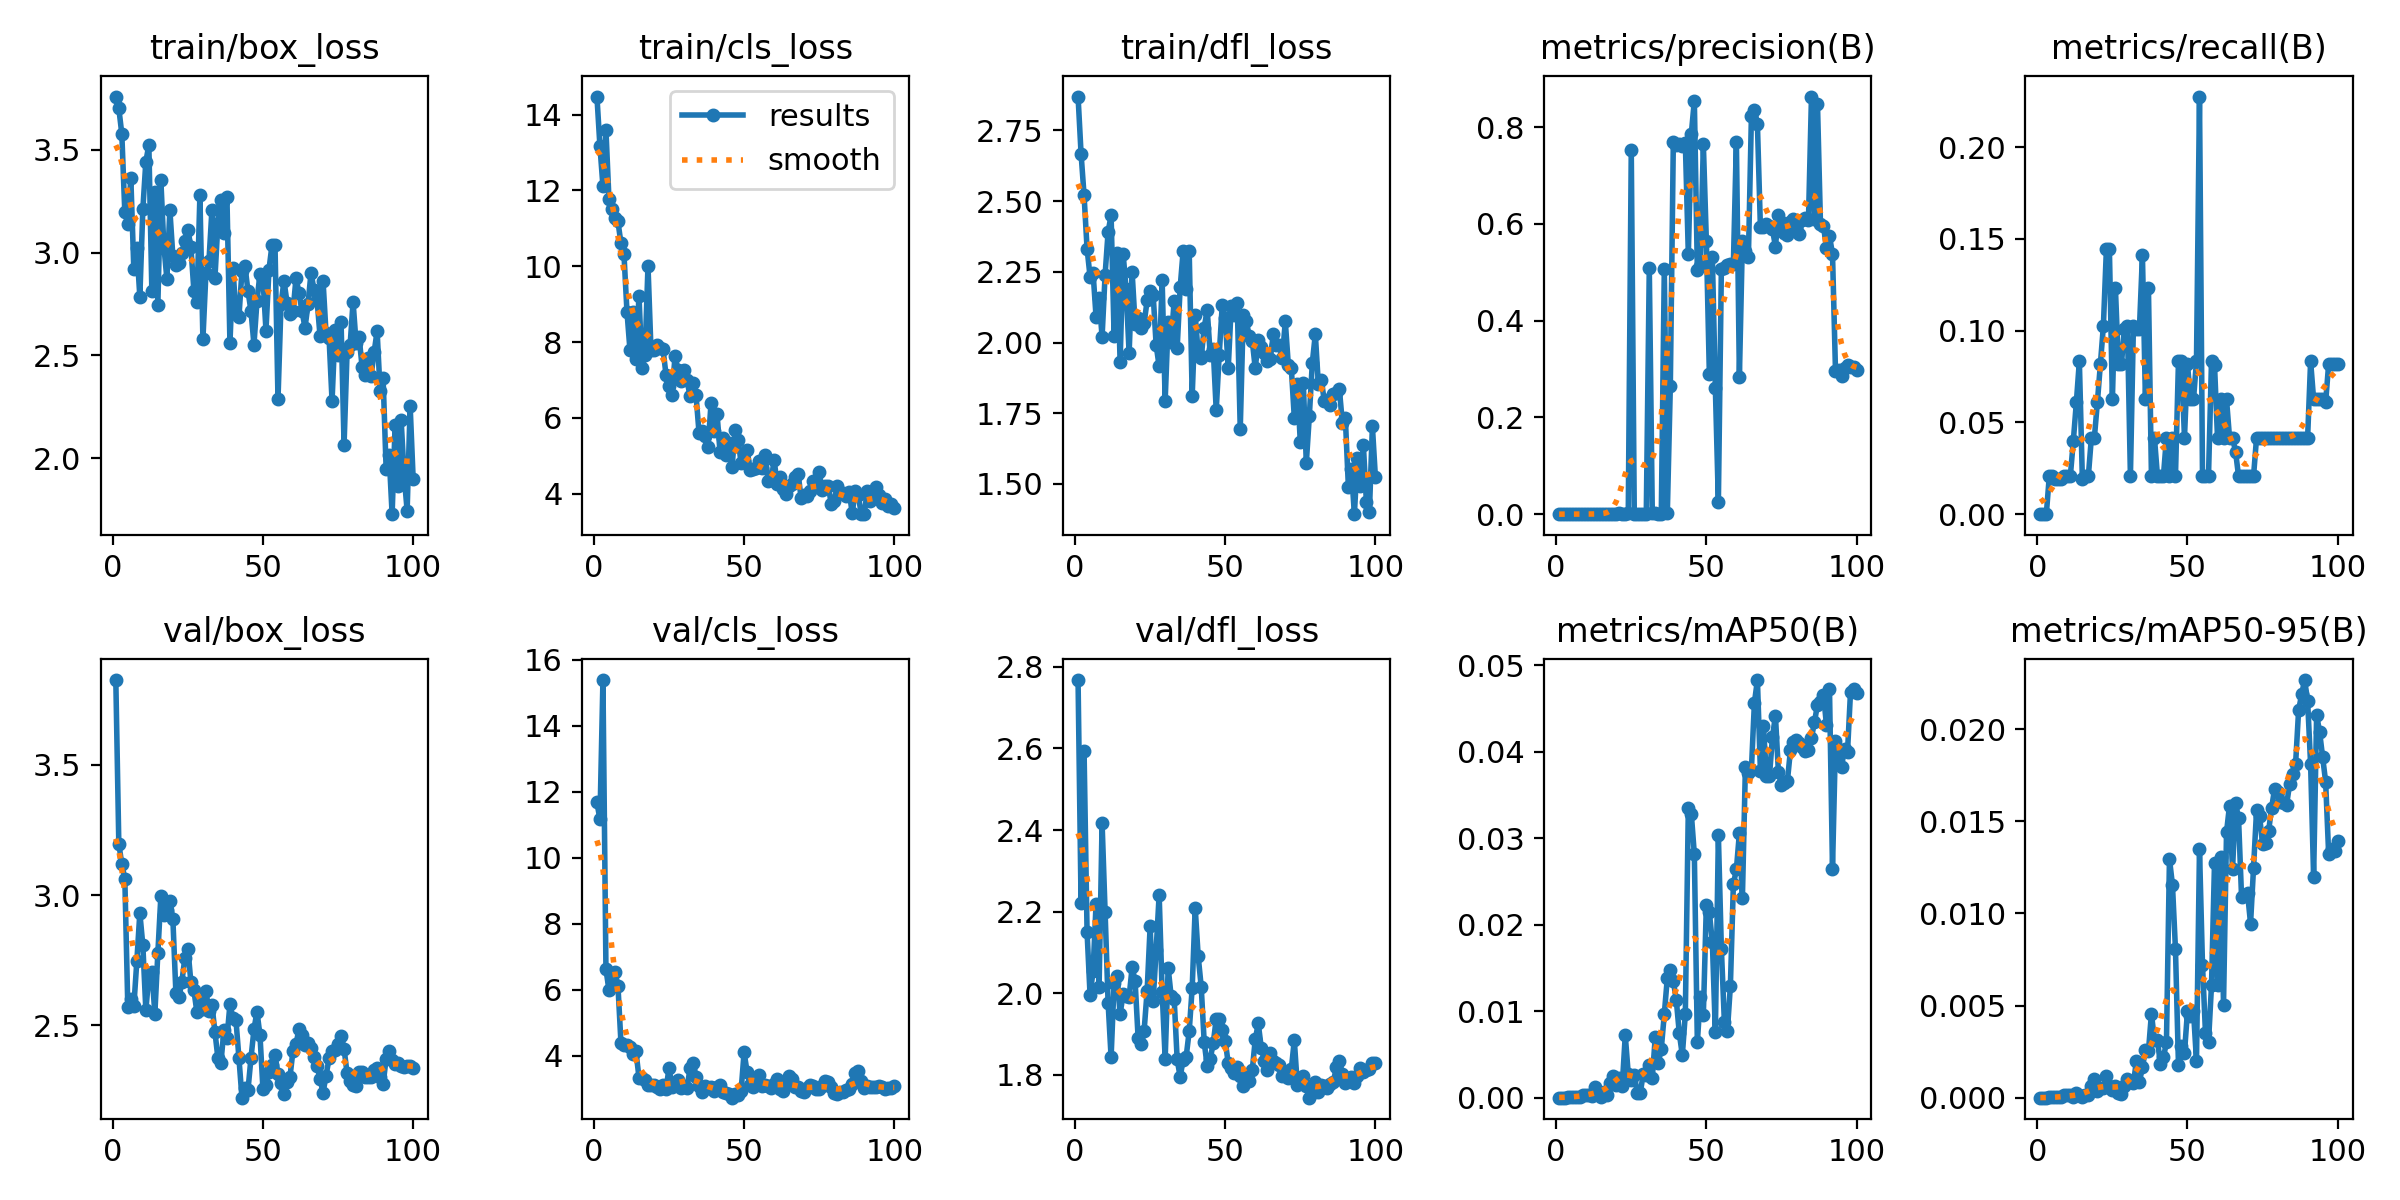 train/box_loss
3.5
3.0
2.5
2.0
0 50 100
train/cls_loss
results
smooth
14
12
10
8
6
4
0 50 100
train/dfl_loss
2.75
2.50
2.25
2.00
1.75
1.50
0 50 100
metrics/precision(B)
0.8
0.6
0.4
0.2
0.0
0 50 100
metrics/recall(B)
0.20
0.15
0.10
0.05
0.00
0 50 100
val/box_loss
3.5
3.0
2.5
0 50 100
val/cls_loss
16
14
12
10
8
6
4
0 50 100
val/dfl_loss
2.8
2.6
2.4
2.2
2.0
1.8
0 50 100
metrics/mAP50(B)
0.05
0.04
0.03
0.02
0.01
0.00
0 50 100
metrics/mAP50-95(B)
0.020
0.015
0.010
0.005
0.000
0 50 100